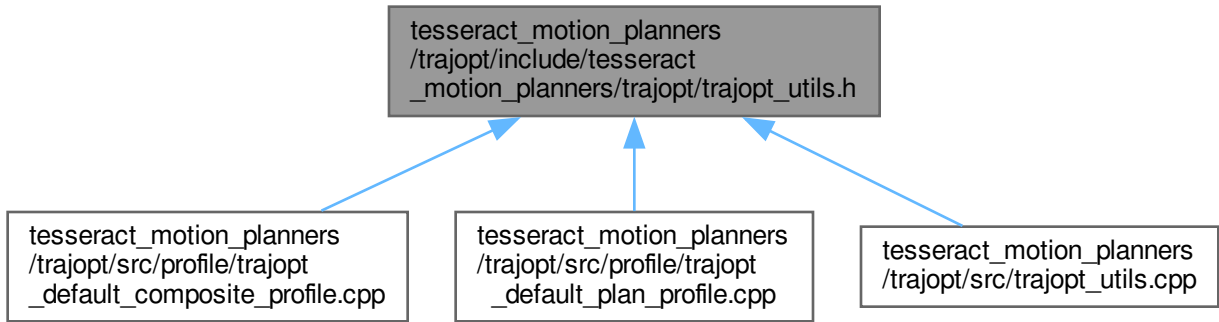 tesseract_motion_planners
/trajopt/include/tesseract
_motion_planners/trajopt/trajopt_utils.h
tesseract_motion_planners
/trajopt/src/profile/trajopt
_default_composite_profile.cpp
tesseract_motion_planners
/trajopt/src/profile/trajopt
_default_plan_profile.cpp
tesseract_motion_planners
/trajopt/src/trajopt_utils.cpp